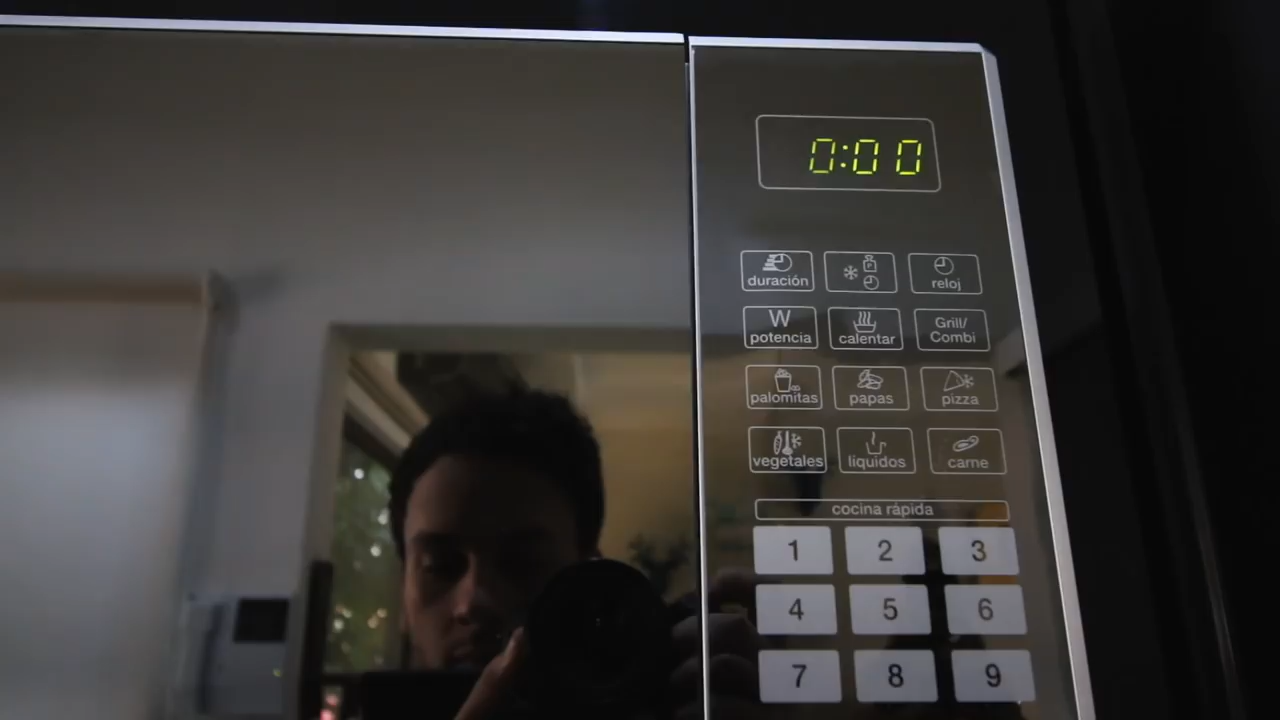 0:00
duración
reloj
W
potencia
calentar
Grill/
Combi
palomitas
papas
pizza
vegetales
liquidos
carne
cocina rápida
1 2 3
4 5 6
7 8 9